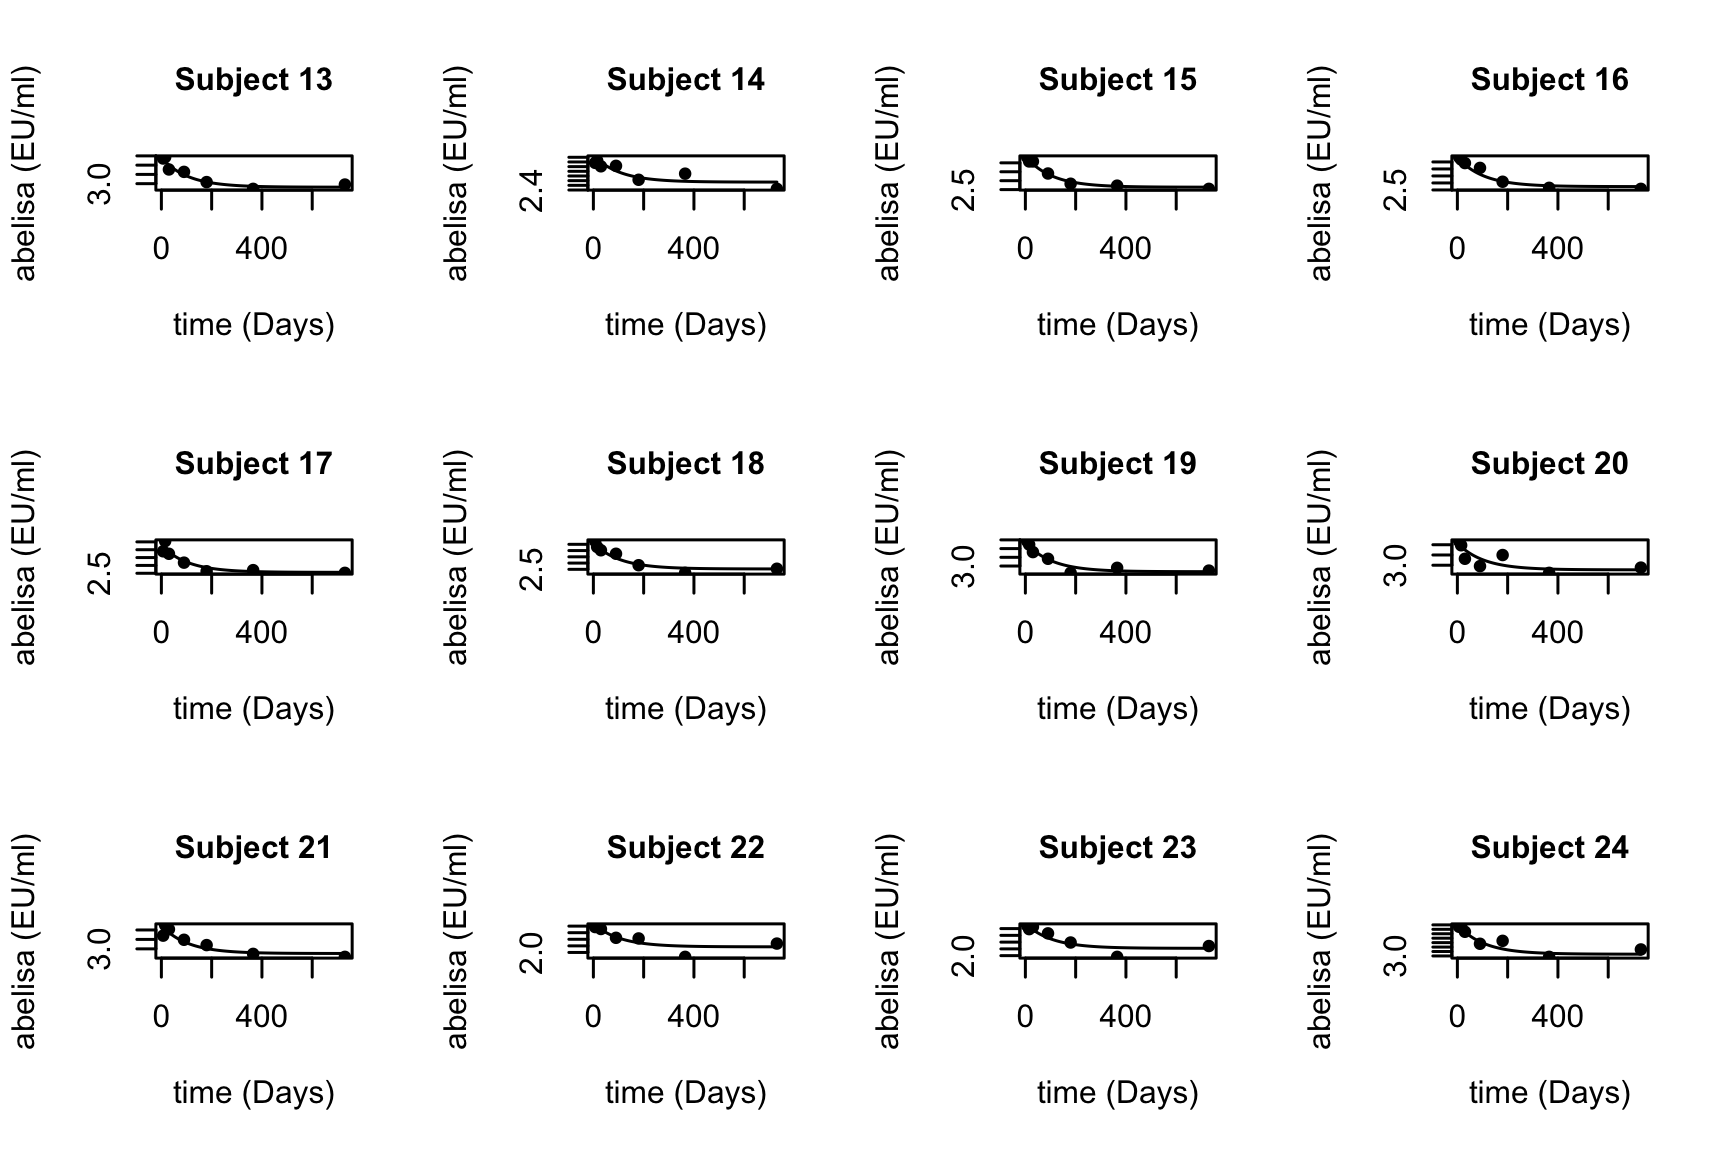 Subject 13
abelisa (EU/ml)
3.0
0 400
time (Days)
Subject 14
abelisa (EU/ml)
2.4
0 400
time (Days)
Subject 15
abelisa (EU/ml)
2.5
0 400
time (Days)
Subject 16
abelisa (EU/ml)
2.5
0 400
time (Days)
Subject 17
abelisa (EU/ml)
2.5
0 400
time (Days)
Subject 18
abelisa (EU/ml)
2.5
0 400
time (Days)
Subject 19
abelisa (EU/ml)
3.0
0 400
time (Days)
Subject 20
abelisa (EU/ml)
3.0
0 400
time (Days)
Subject 21
abelisa (EU/ml)
3.0
0 400
time (Days)
Subject 22
abelisa (EU/ml)
2.0
0 400
time (Days)
Subject 23
abelisa (EU/ml)
2.0
0 400
time (Days)
Subject 24
abelisa (EU/ml)
3.0
0 400
time (Days)